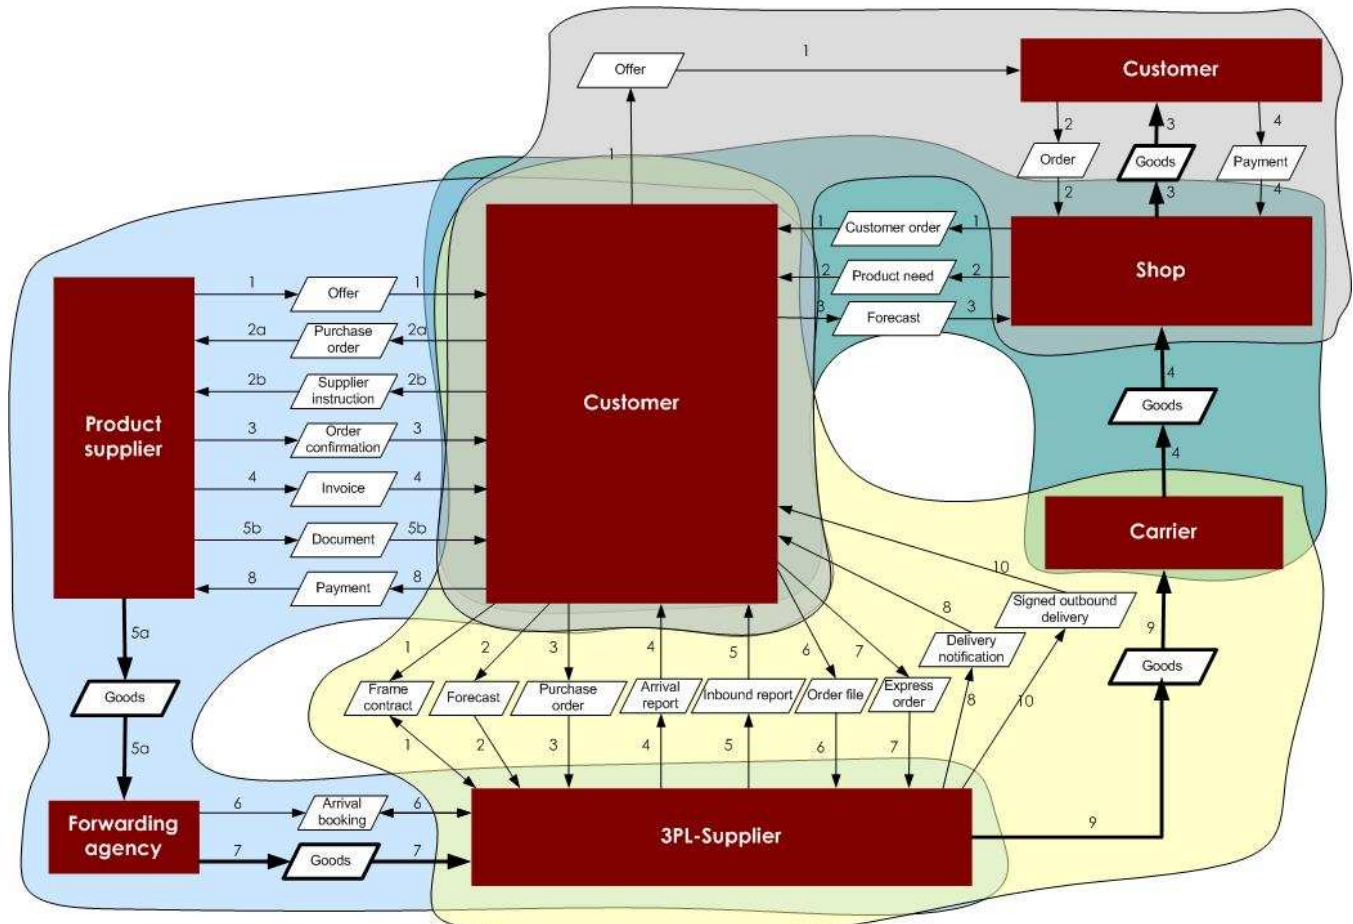 1
Offer
Customer
2
3
4
Order
Goods
Payment
1
2
3
4
1
Customer order
1
Shop
2
Product need
2
3
Forecast
3
1
Offer
1
2a
Purchase
order
2a
2b
Supplier
instruction
2b
Product
supplier
Customer
3
Order
confirmation
3
4
Invoice
4
5b
Document
5b
8
Payment
8
4
Goods
4
Carrier
5a
Goods
5a
1
2
3
4
5
6
7
8
10
9
Signed outbound
delivery
Delivery
notification
Goods
Frame
contract
Forecast
Purchase
order
Arrival
report
Inbound report
Order file
Express
order
1
2
3
4
5
6
7
8
10
Forwarding
agency
6
Arrival
booking
6
7
Goods
7
3PL-Supplier
9